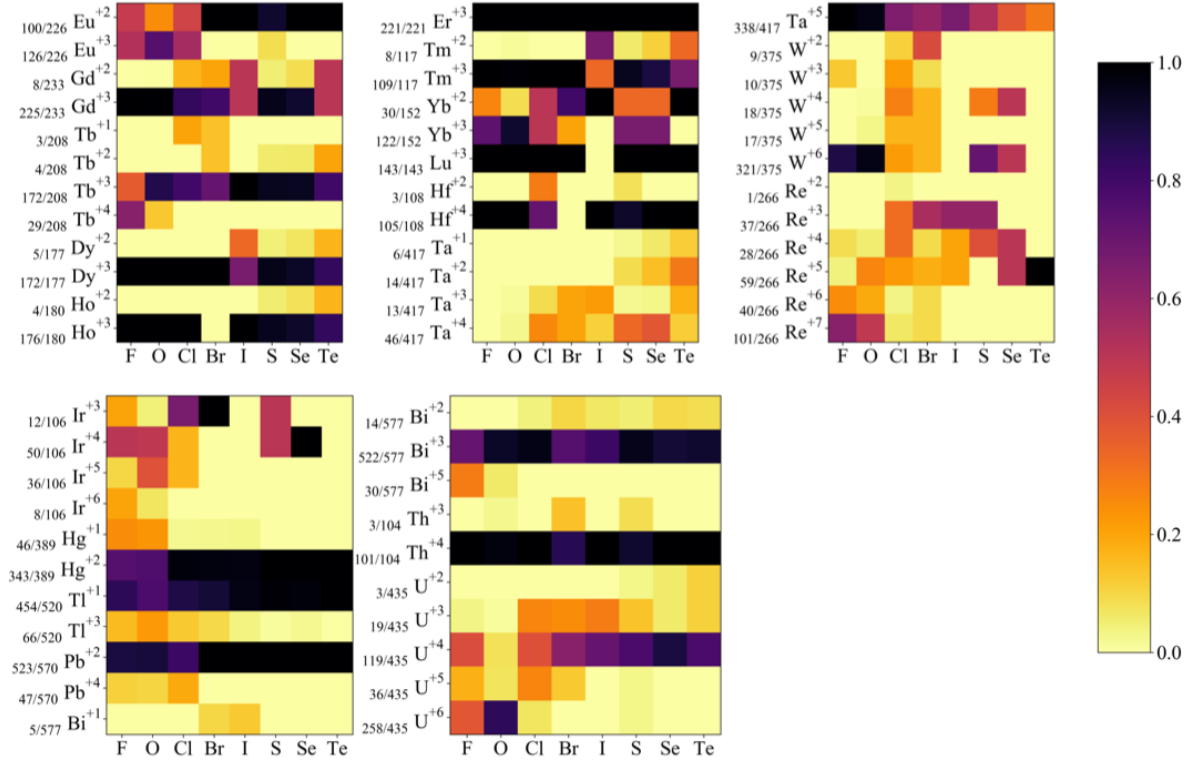 Eu+2
100/226
Eu+3
126/226
Gd+2
8/233
Gd+3
225/233
Tb+1
3/208
Tb+2
4/208
Tb+3
172/208
Tb+4
29/208
Dy+2
5/177
Dy+3
172/177
Ho+2
4/180
Ho+3
176/180
F O Cl Br I S Se Te
Er+3
221/221
Tm+2
8/117
Tm+3
109/117
Yb+2
30/152
Yb+3
122/152
Lu+3
143/143
Hf+2
3/108
Hf+4
105/108
Ta+1
6/417
Ta+2
14/417
Ta+3
13/417
Ta+4
46/417
F O Cl Br I S Se Te
Ta+5
338/417
W+2
9/375
W+3
10/375
W+4
18/375
W+5
17/375
W+6
321/375
Re+2
1/266
Re+3
37/266
Re+4
28/266
Re+5
59/266
Re+6
40/266
Re+7
101/266
F O Cl Br I S Se Te
1.0
0.8
0.6
0.4
0.2
0.0
Ir+3
12/106
Ir+4
50/106
Ir+5
36/106
Ir+6
8/106
Hg+1
46/389
Hg+2
343/389
Tl+1
454/520
Tl+3
66/520
Pb+2
523/570
Pb+4
47/570
Bi+1
5/577
F O Cl Br I S Se Te
Bi+2
14/577
Bi+3
522/577
Bi+5
30/577
Th+3
3/104
Th+4
101/104
U+2
3/435
U+3
19/435
U+4
119/435
U+5
36/435
U+6
258/435
F O Cl Br I S Se Te